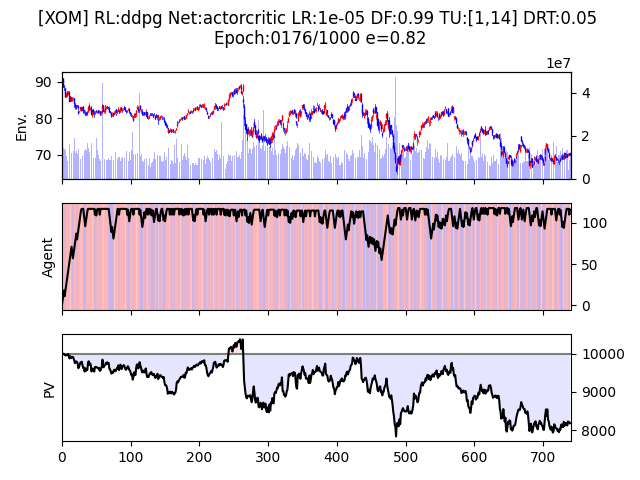 [XOM] RL:ddpg Net:actorcritic LR:1e-05 DF:0.99 TU:[1,14] DRT:0.05
Epoch:0176/1000 e=0.82
1e7
90
80
70
Env.
4
2
0
Agent
100
50
0
PV
10000
9000
8000
0 100 200 300 400 500 600 700